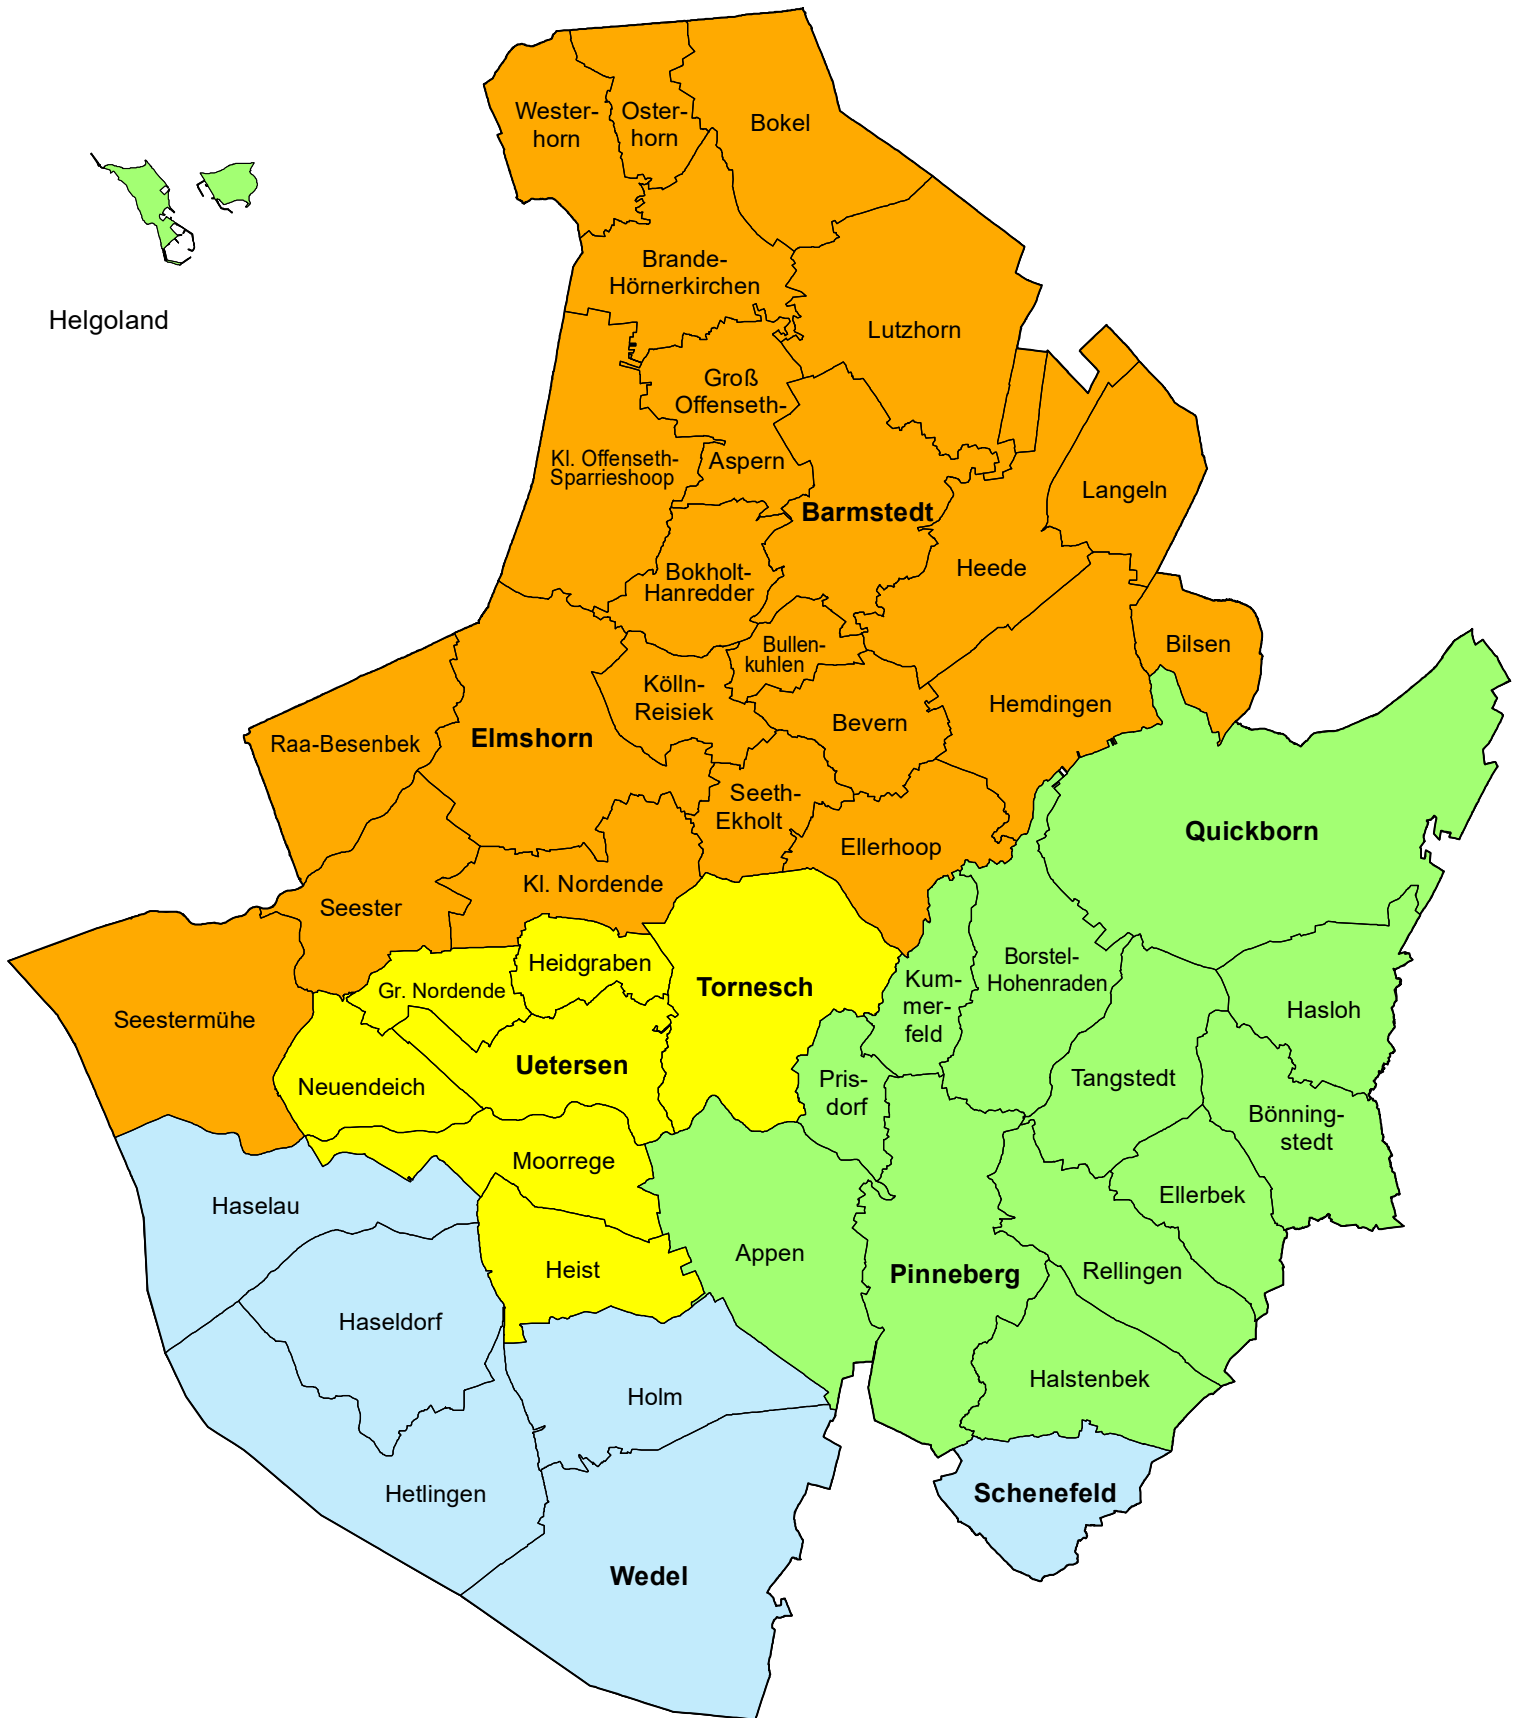 Wester-
horn
Oster-
horn
Bokel
Brande-
Hörnerkirchen
Helgoland
Lutzhorn
Groß
Offenseth-
Aspern
Kl. Offenseth-
Sparrieshoop
Langeln
Barmstedt
Heede
Bokholt-
Hanredder
Bullen-
kuhlen
Bilsen
Kölln-
Reisiek
Hemdingen
Bevern
Raa-Besenbek
Elmshorn
Seeth-
Ekholt
Quickborn
Ellerhoop
Kl. Nordende
Seester
Heidgraben
Borstel-
Hohenraden
Gr. Nordende
Tornesch
Kum-
mer-
feld
Hasloh
Seestermühe
Uetersen
Neuendeich
Pris-
dorf
Tangstedt
Bönning-
stedt
Moorrege
Ellerbek
Haselau
Appen
Heist
Pinneberg
Rellingen
Haseldorf
Halstenbek
Holm
Hetlingen
Schenefeld
Wedel